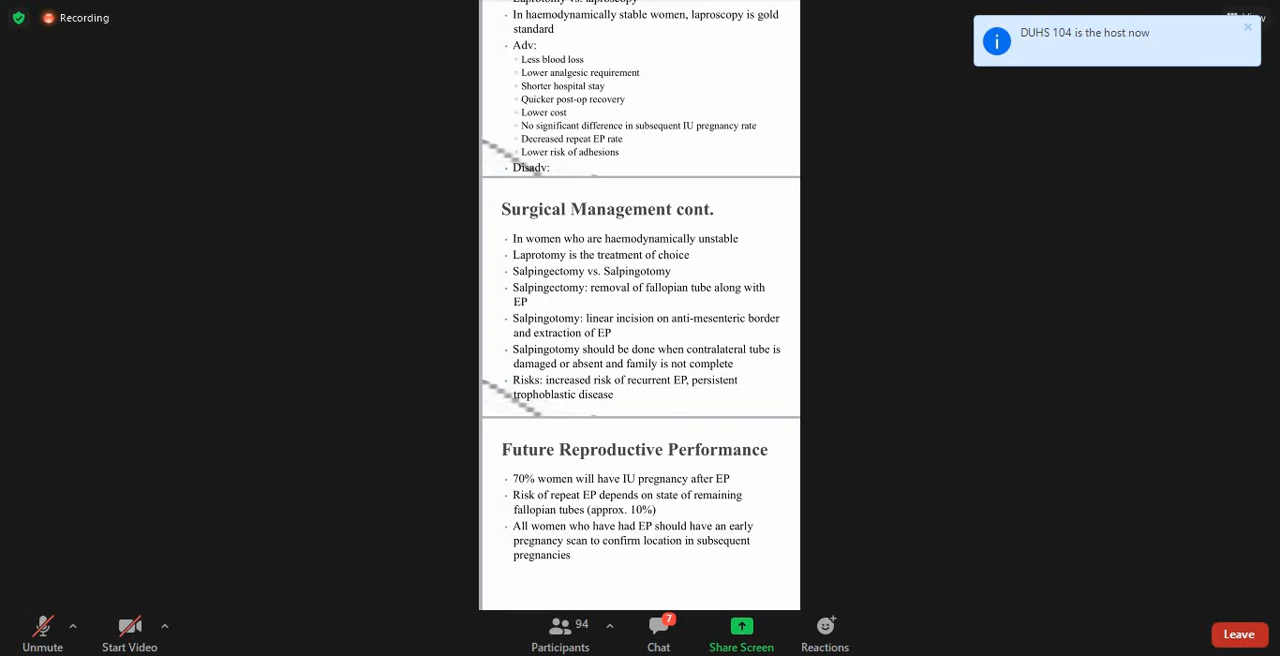 Recording
DUHS 104 is the host now
Laprotomy vs. laproscopy
In haemodynamically stable women, laproscopy is gold
standard
Adv:
Less blood loss
Lower analgesic requirement
Shorter hospital stay
Quicker post-op recovery
Lower cost
No significant difference in subsequent IU pregnancy rate
Decreased repeat EP rate
Lower risk of adhesions
Disadv:
Surgical Management cont.
In women who are haemodynamically unstable
Laprotomy is the treatment of choice
Salpingectomy vs. Salpingotomy
Salpingectomy: removal of fallopian tube along with
EP
Salpingotomy: linear incision on anti-mesenteric border
and extraction of EP
Salpingotomy should be done when contralateral tube is
damaged or absent and family is not complete
Risks: increased risk of recurrent EP, persistent
trophoblastic disease
Future Reproductive Performance
70% women will have IU pregnancy after EP
Risk of repeat EP depends on state of remaining
fallopian tubes (approx. 10%)
All women who have had EP should have an early
pregnancy scan to confirm location in subsequent
pregnancies
94
7
Unmute
Start Video
Participants
Chat
Share Screen
Reactions
Leave